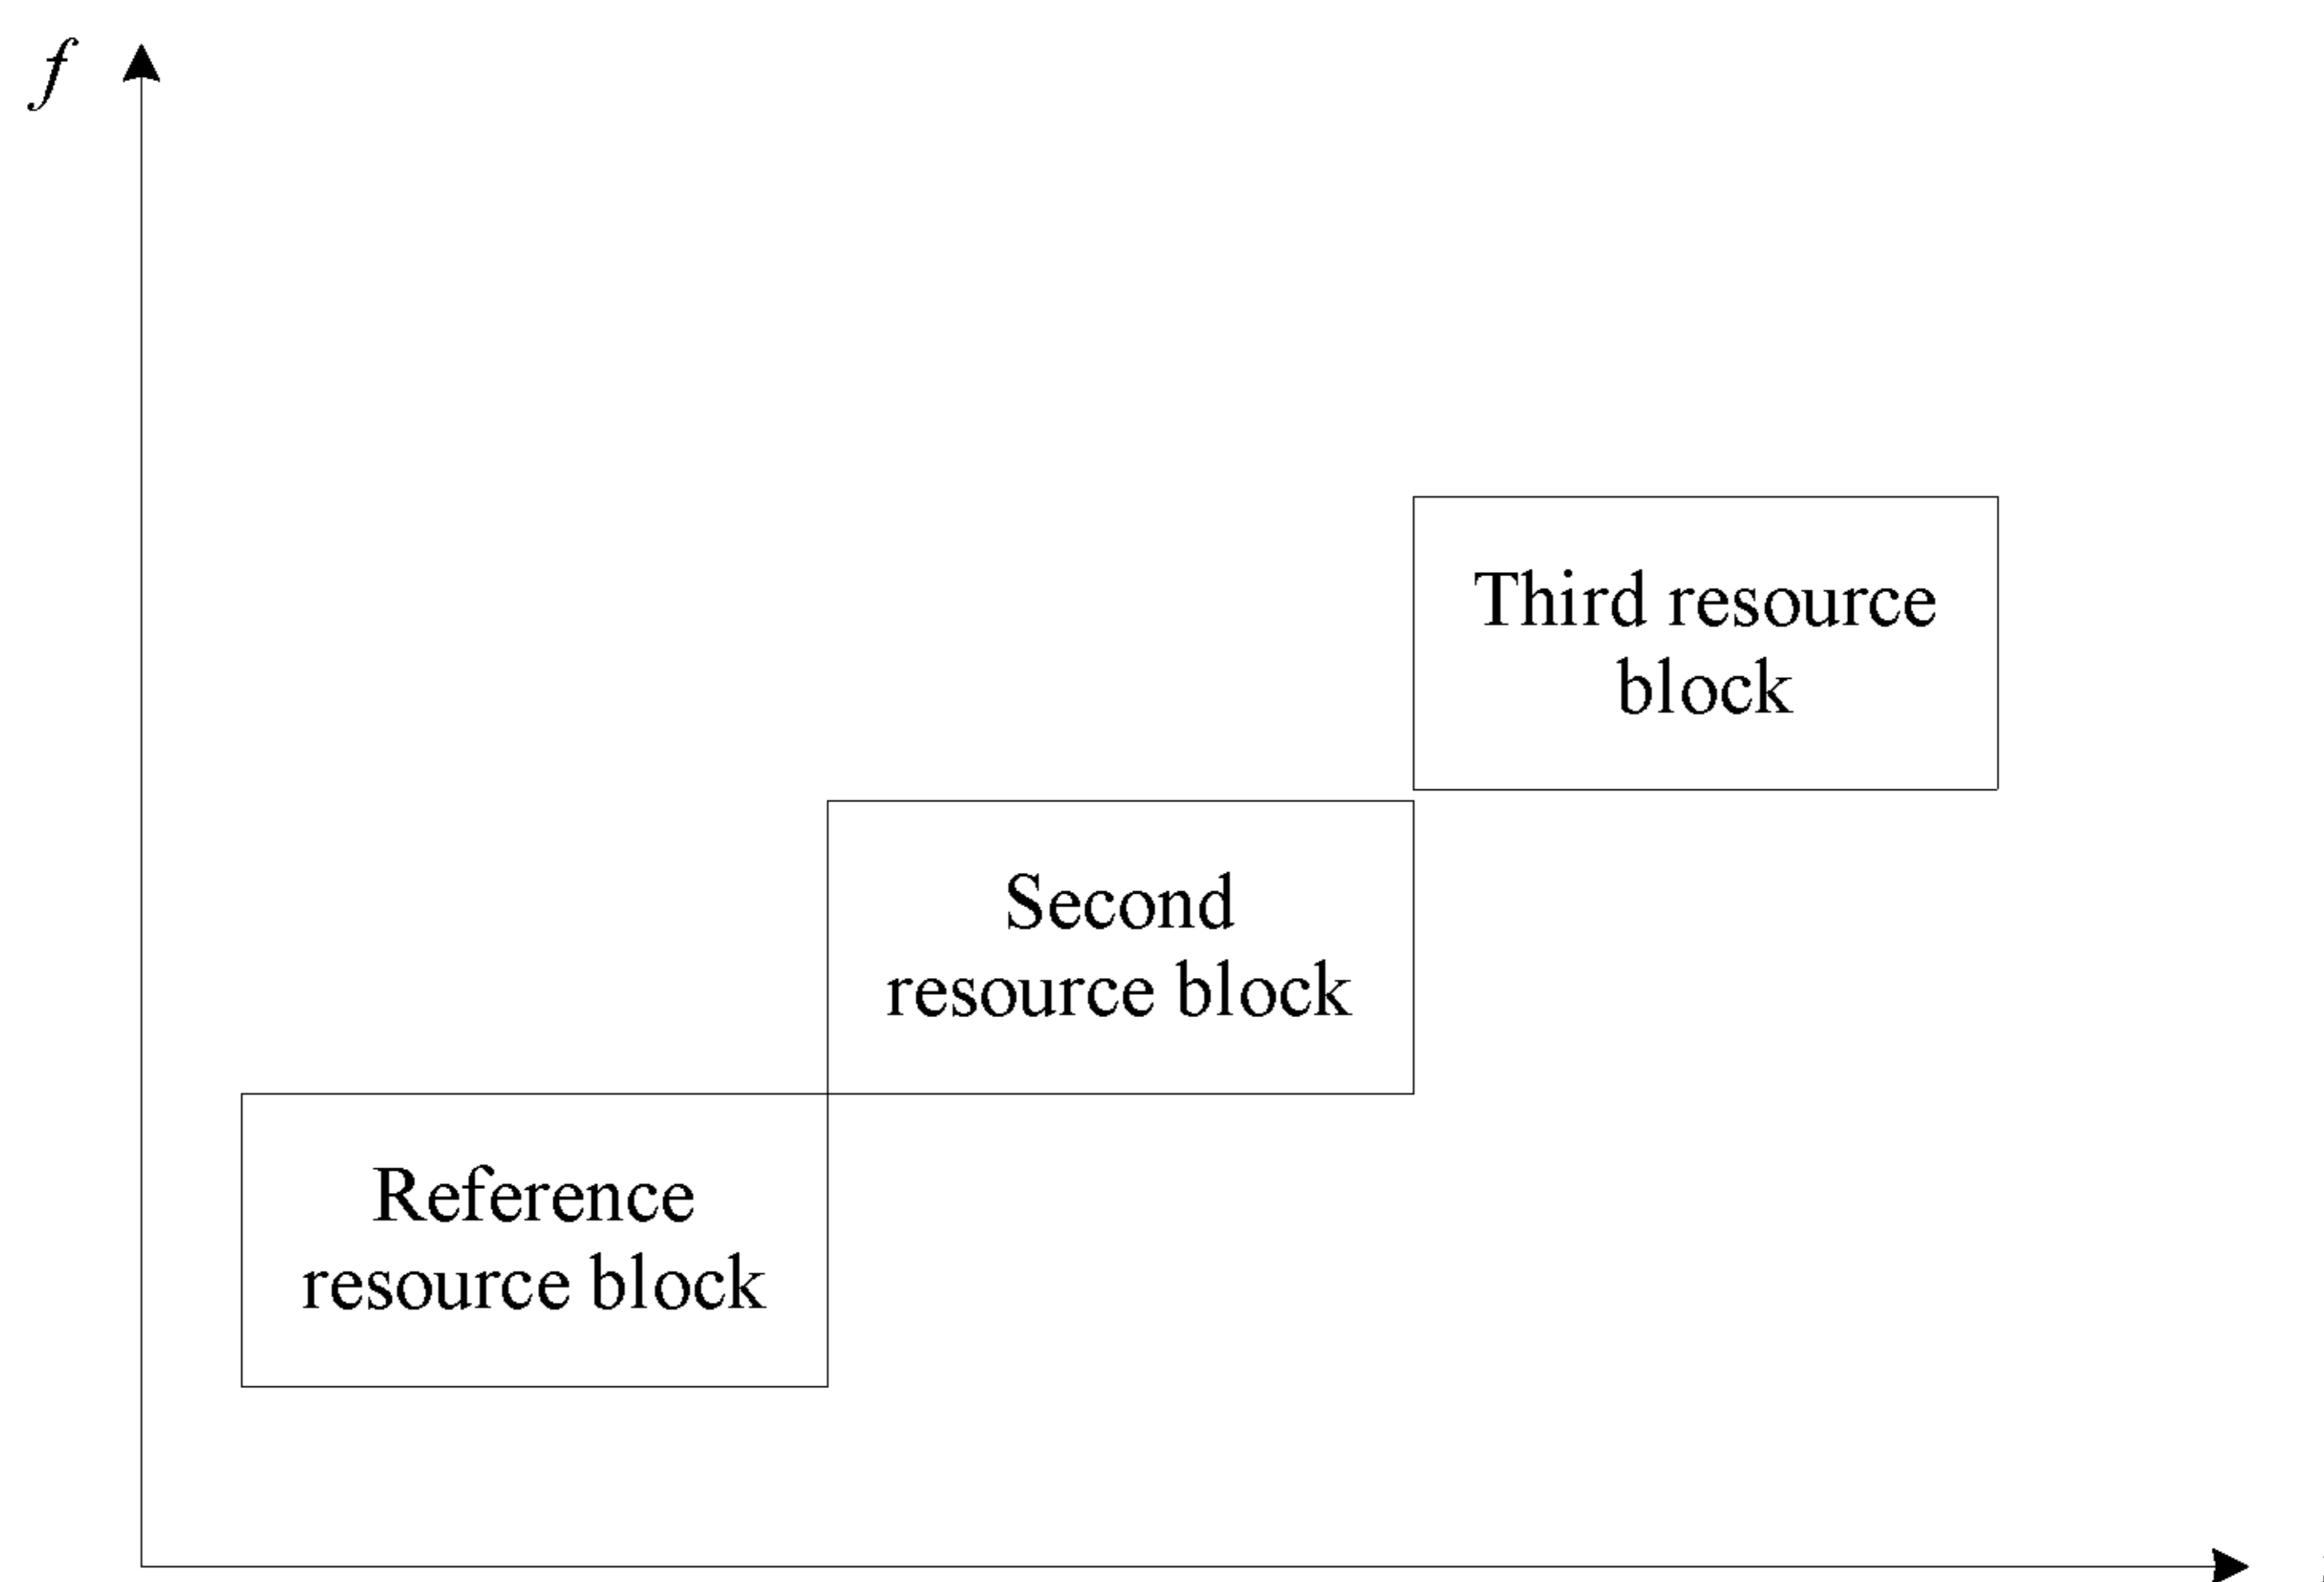 f
Third resource
block
Second
resource block
Reference
resource block